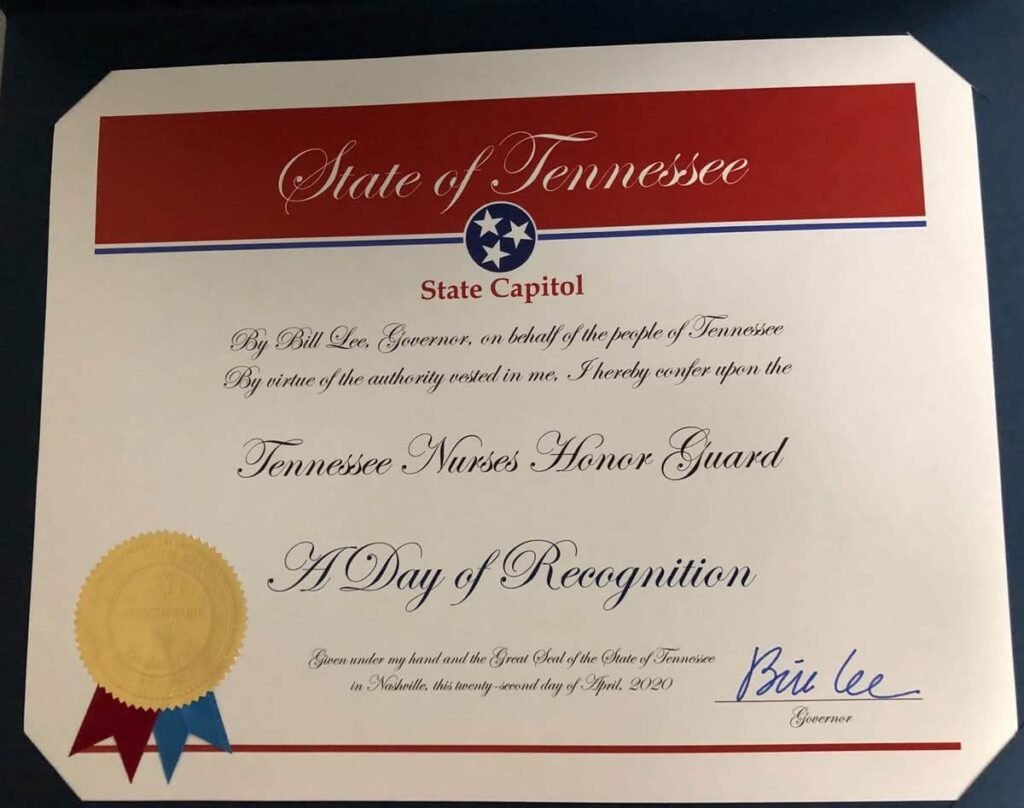 State of Tennessee
State Capitol
By Bill Lee, Governor, on behalf of the people of Tennessee
By virtue of the authority vested in me, I hereby confer upon the
Tennessee Nurses Honor Guard
A Day of Recognition
Given under my hand and the Great Seal of the State of Tennessee
in Nashville, this twenty-second day of April, 2020
Bill Lee
Governor